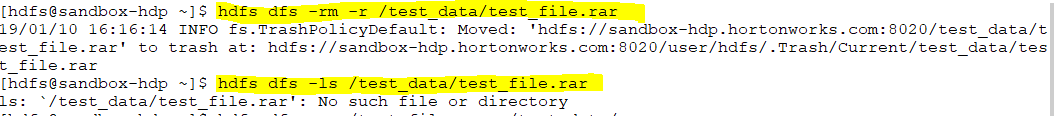 [hdfs@sandbox-hdp ~]$ hdfs dfs -rm -r /test_data/test_file.rar
19/01/10 16:16:14 INFO fs.TrashPolicyDefault: Moved: 'hdfs://sandbox-hdp.hortonworks.com:8020/test_data/t
est_file.rar' to trash at: hdfs://sandbox-hdp.hortonworks.com:8020/user/hdfs/.Trash/Current/test_data/tes
t_file.rar
[hdfs@sandbox-hdp ~]$ hdfs dfs -ls /test_data/test_file.rar
ls: `/test_data/test_file.rar': No such file or directory